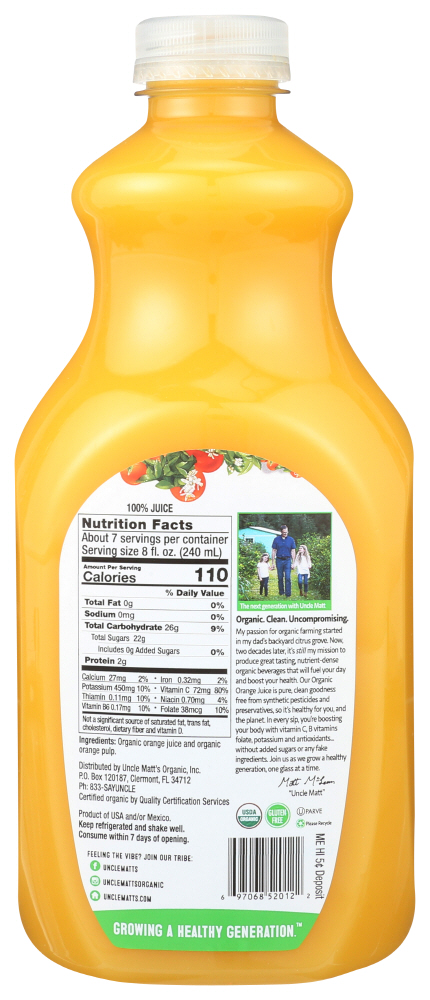 100% JUICE
Nutrition Facts
About 7 servings per container
Serving size 8 fl. oz. (240 mL)
Amount Per Serving
Calories 110
% Daily Value
Total Fat 0g 0%
Sodium 0mg 0%
Total Carbohydrate 26g 9%
Total Sugars 22g
Includes 0g Added Sugars 0%
Protein 2g
Calcium 27mg 2% • Iron 0.32mg 2%
Potassium 450mg 10% • Vitamin C 72mg 80%
Thiamin 0.11mg 10% • Niacin 0.70mg 4%
Vitamin B6 0.17mg 10% • Folate 38mcg 10%
Not a significant source of saturated fat, trans fat,
cholesterol, dietary fiber and vitamin D.
Ingredients: Organic orange juice and organic
orange pulp.
Distributed by Uncle Matt's Organic, Inc.
P.O. Box 120187, Clermont, FL 34712
Ph: 833-SAYUNCLE
Certified organic by Quality Certification Services
Product of USA and/or Mexico.
Keep refrigerated and shake well.
Consume within 7 days of opening.
FEELING THE VIBE? JOIN OUR TRIBE:
UNCLEMATTS
UNCLEMATTSORGANIC
UNCLEMATTS.COM
The next generation with Uncle Matt
Organic. Clean. Uncompromising.
My passion for organic farming started
in my dad's backyard citrus grove. Now,
two decades later, it's still my mission to
produce great tasting, nutrient-dense
organic beverages that will fuel your day
and boost your health. Our Organic
Orange Juice is pure, clean goodness
free from synthetic pesticides and
preservatives, so it's healthy for you, and
the planet. In every sip, you're boosting
your body with vitamin C, B vitamins
folate, potassium and antioxidants...
without added sugars or any fake
ingredients. Join us as we grow a healthy
generation, one glass at a time.
Matt McLean
"Uncle Matt"
USDA
ORGANIC
GLUTEN
FREE
U PARVE
Please Recycle
ME HI 5¢ Deposit
6 97068 52012 2
GROWING A HEALTHY GENERATION.™